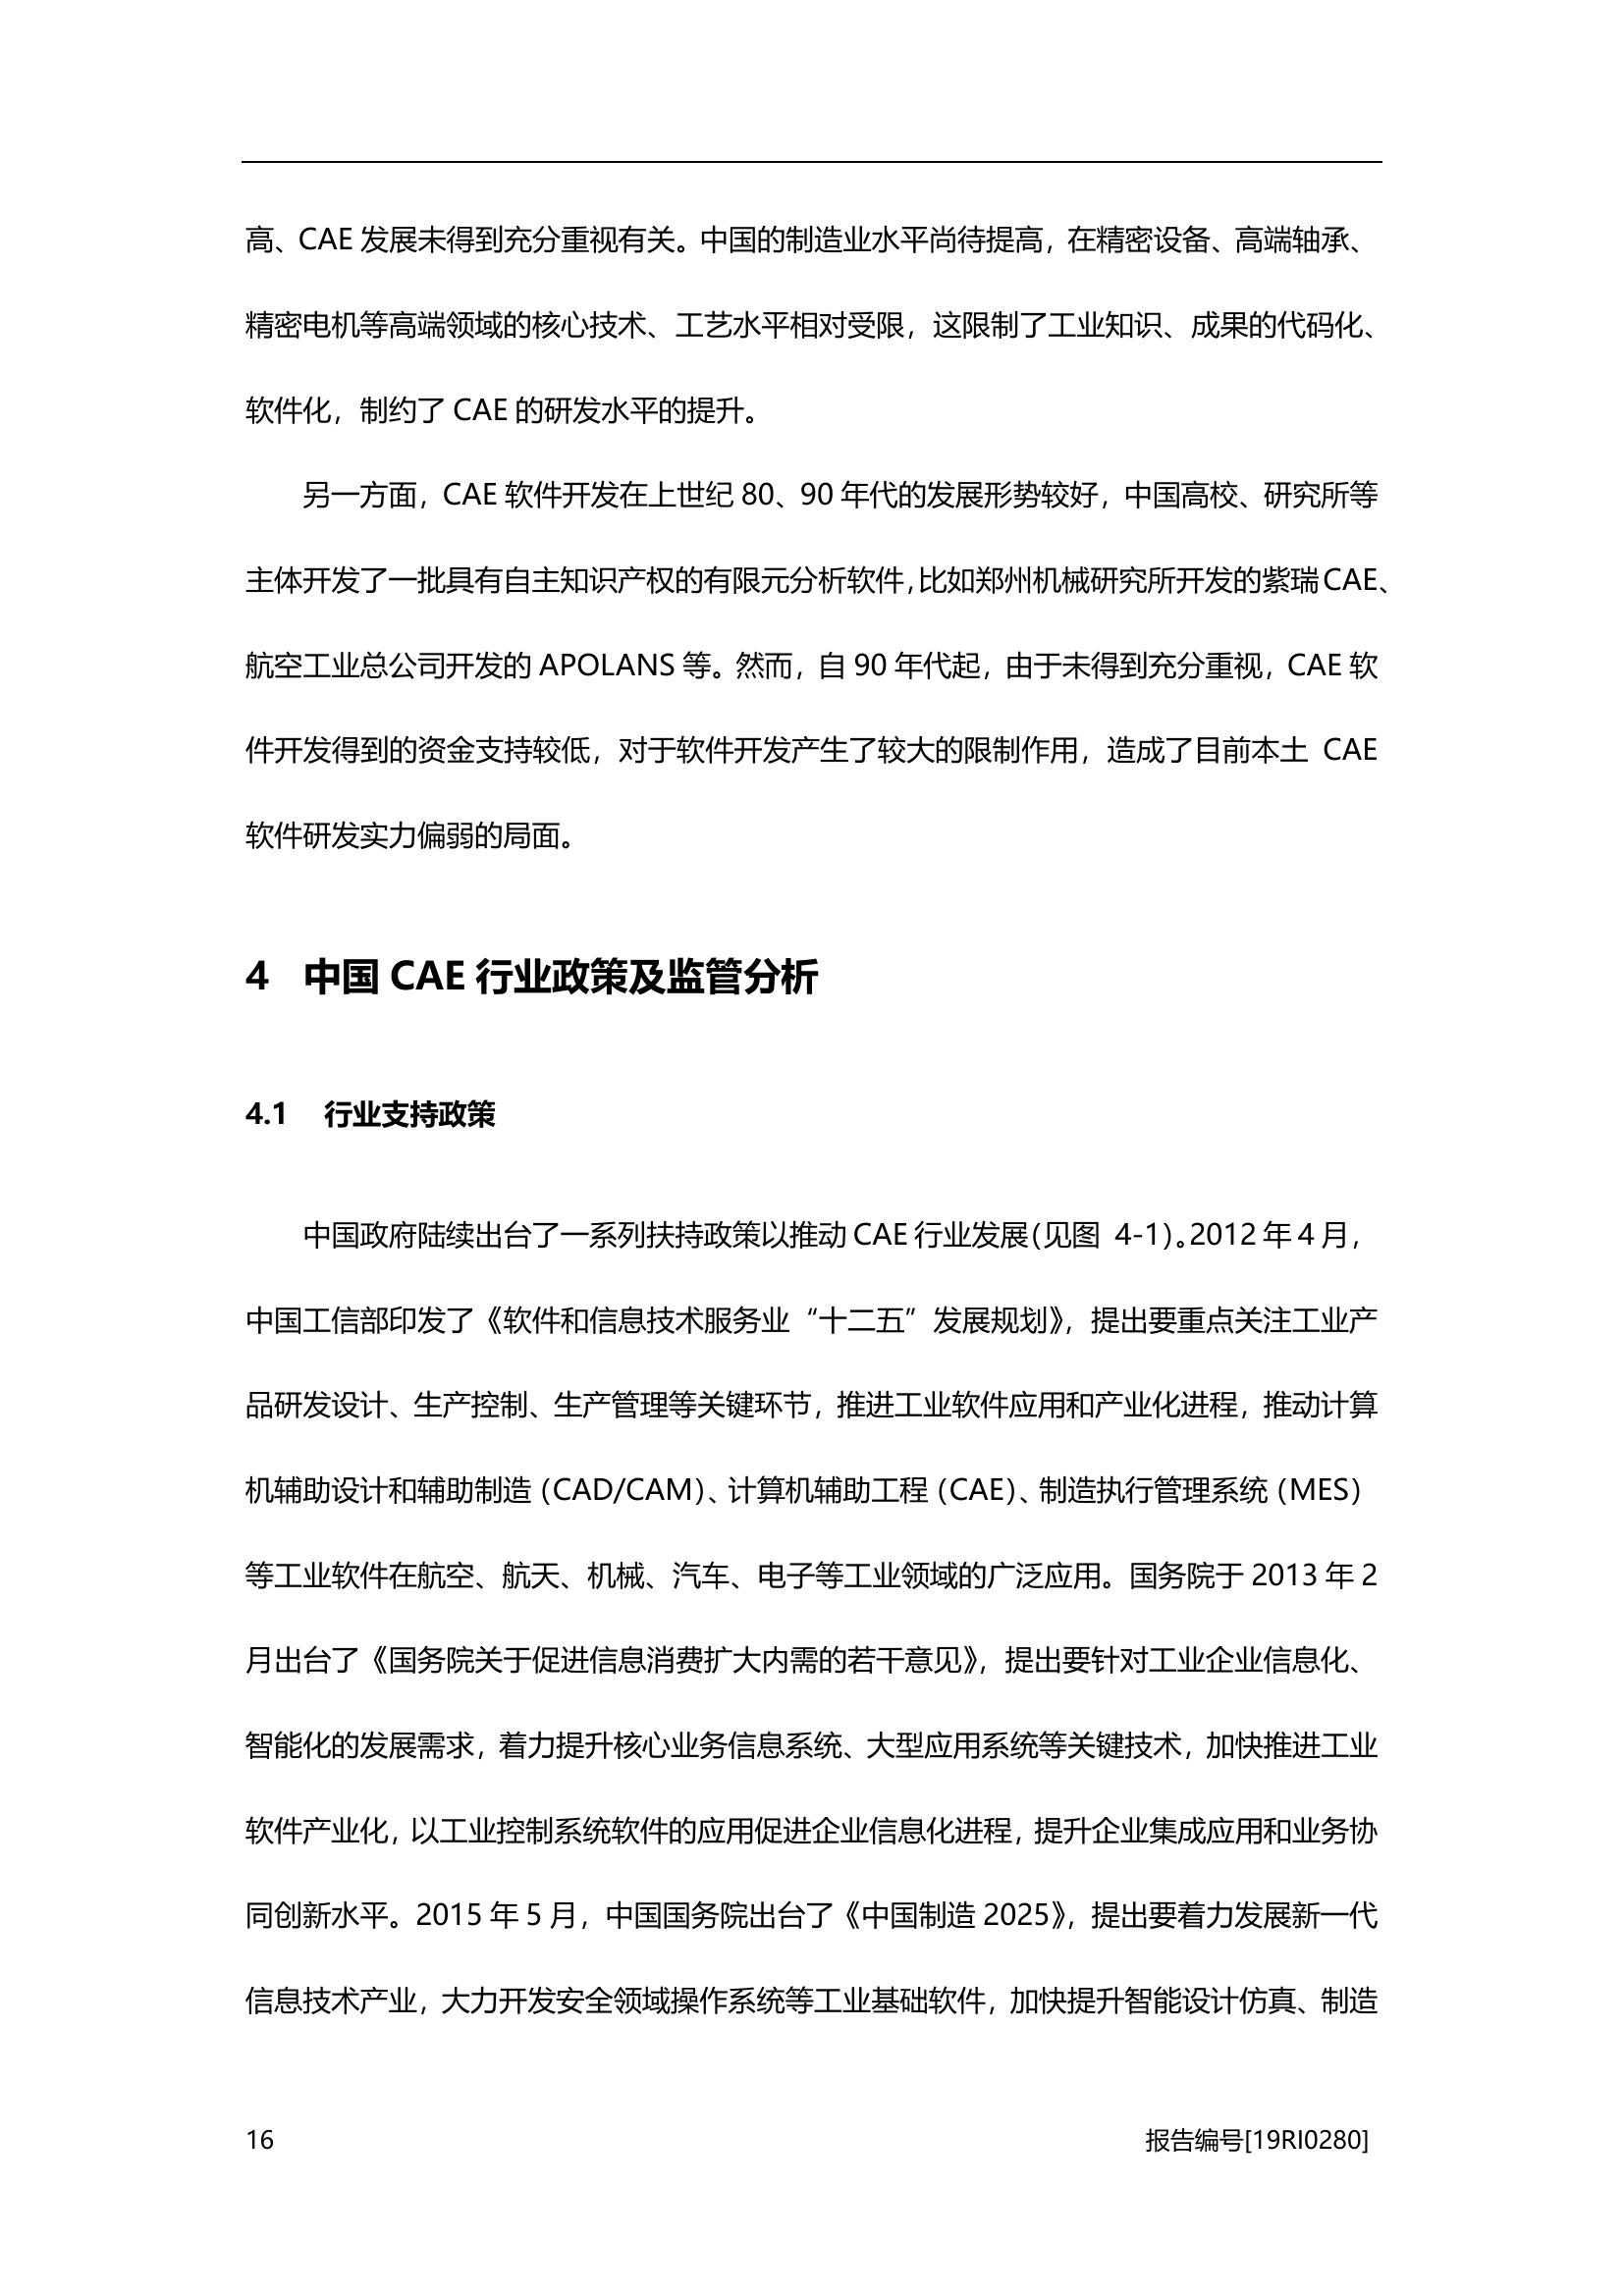 高、CAE 发展未得到充分重视有关。中国的制造业水平尚待提高，在精密设备、高端轴承、
精密电机等高端领域的核心技术、工艺水平相对受限，这限制了工业知识、成果的代码化、
软件化，制约了 CAE 的研发水平的提升。
另一方面，CAE 软件开发在上世纪 80、90 年代的发展形势较好，中国高校、研究所等
主体开发了一批具有自主知识产权的有限元分析软件，比如郑州机械研究所开发的紫瑞 CAE、
航空工业总公司开发的 APOLANS 等。然而，自 90 年代起，由于未得到充分重视，CAE 软
件开发得到的资金支持较低，对于软件开发产生了较大的限制作用，造成了目前本土 CAE
软件研发实力偏弱的局面。
4 中国 CAE 行业政策及监管分析
4.1 行业支持政策
中国政府陆续出台了一系列扶持政策以推动 CAE 行业发展（见图 4-1）。2012 年 4 月，
中国工信部印发了《软件和信息技术服务业“十二五”发展规划》，提出要重点关注工业产
品研发设计、生产控制、生产管理等关键环节，推进工业软件应用和产业化进程，推动计算
机辅助设计和辅助制造（CAD/CAM）、计算机辅助工程（CAE）、制造执行管理系统（MES）
等工业软件在航空、航天、机械、汽车、电子等工业领域的广泛应用。国务院于 2013 年 2
月出台了《国务院关于促进信息消费扩大内需的若干意见》，提出要针对工业企业信息化、
智能化的发展需求，着力提升核心业务信息系统、大型应用系统等关键技术，加快推进工业
软件产业化，以工业控制系统软件的应用促进企业信息化进程，提升企业集成应用和业务协
同创新水平。2015 年 5 月，中国国务院出台了《中国制造 2025》，提出要着力发展新一代
信息技术产业，大力开发安全领域操作系统等工业基础软件，加快提升智能设计仿真、制造
16 报告编号[19RI0280]